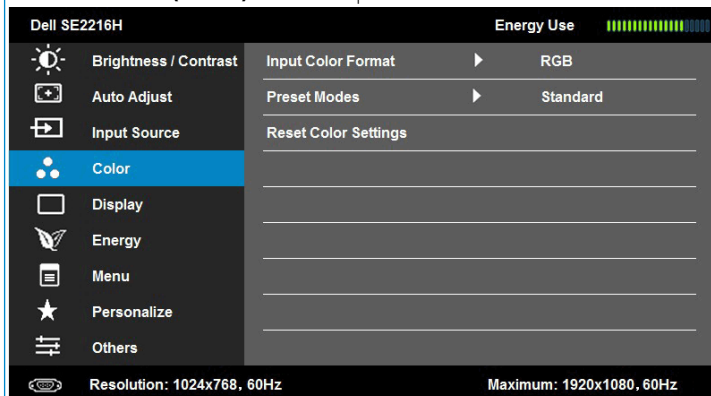 Dell SE2216H Energy Use
Brightness / Contrast Input Color Format RGB
Auto Adjust Preset Modes Standard
Input Source Reset Color Settings
Color
Display
Energy
Menu
Personalize
Others
Resolution: 1024x768, 60Hz Maximum: 1920x1080, 60Hz